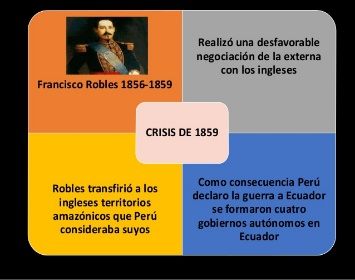 Francisco Robles 1856-1859
Realizó una desfavorable
negociación de la externa
con los ingleses
CRISIS DE 1859
Robles transfirió a los
ingleses territorios
amazónicos que Perú
consideraba suyos
Como consecuencia Perú
declaro la guerra a Ecuador
se formaron cuatro
gobiernos autónomos en
Ecuador